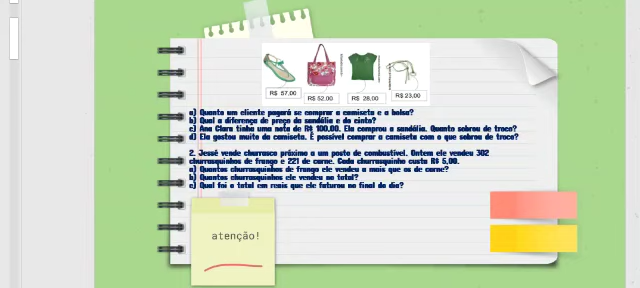 R$ 57,00
R$ 52,00
R$ 28,00
R$ 23,00
a) Quanto um cliente pagará se comprar a camiseta e a bolsa?
b) Qual a diferença de preço da sandália e do cinto?
c) Ana Clara tinha uma nota de R$ 100,00. Ela comprou a sandália. Quanto sobrou de troco?
d) Ela gostou muito da camiseta. É possível comprar a camiseta com o que sobrou de troco?
2. Jessé vende churrasco próximo a um posto de combustível. Ontem ele vendeu 302
churrasquinhos de frango e 221 de carne. Cada churrasquinho custa R$ 5,00.
a) Quantos churrasquinhos de frango ele vendeu a mais que os de carne?
b) Quantos churrasquinhos ele vendeu no total?
c) Qual foi o total em reais que ele faturou no final do dia?
atenção!